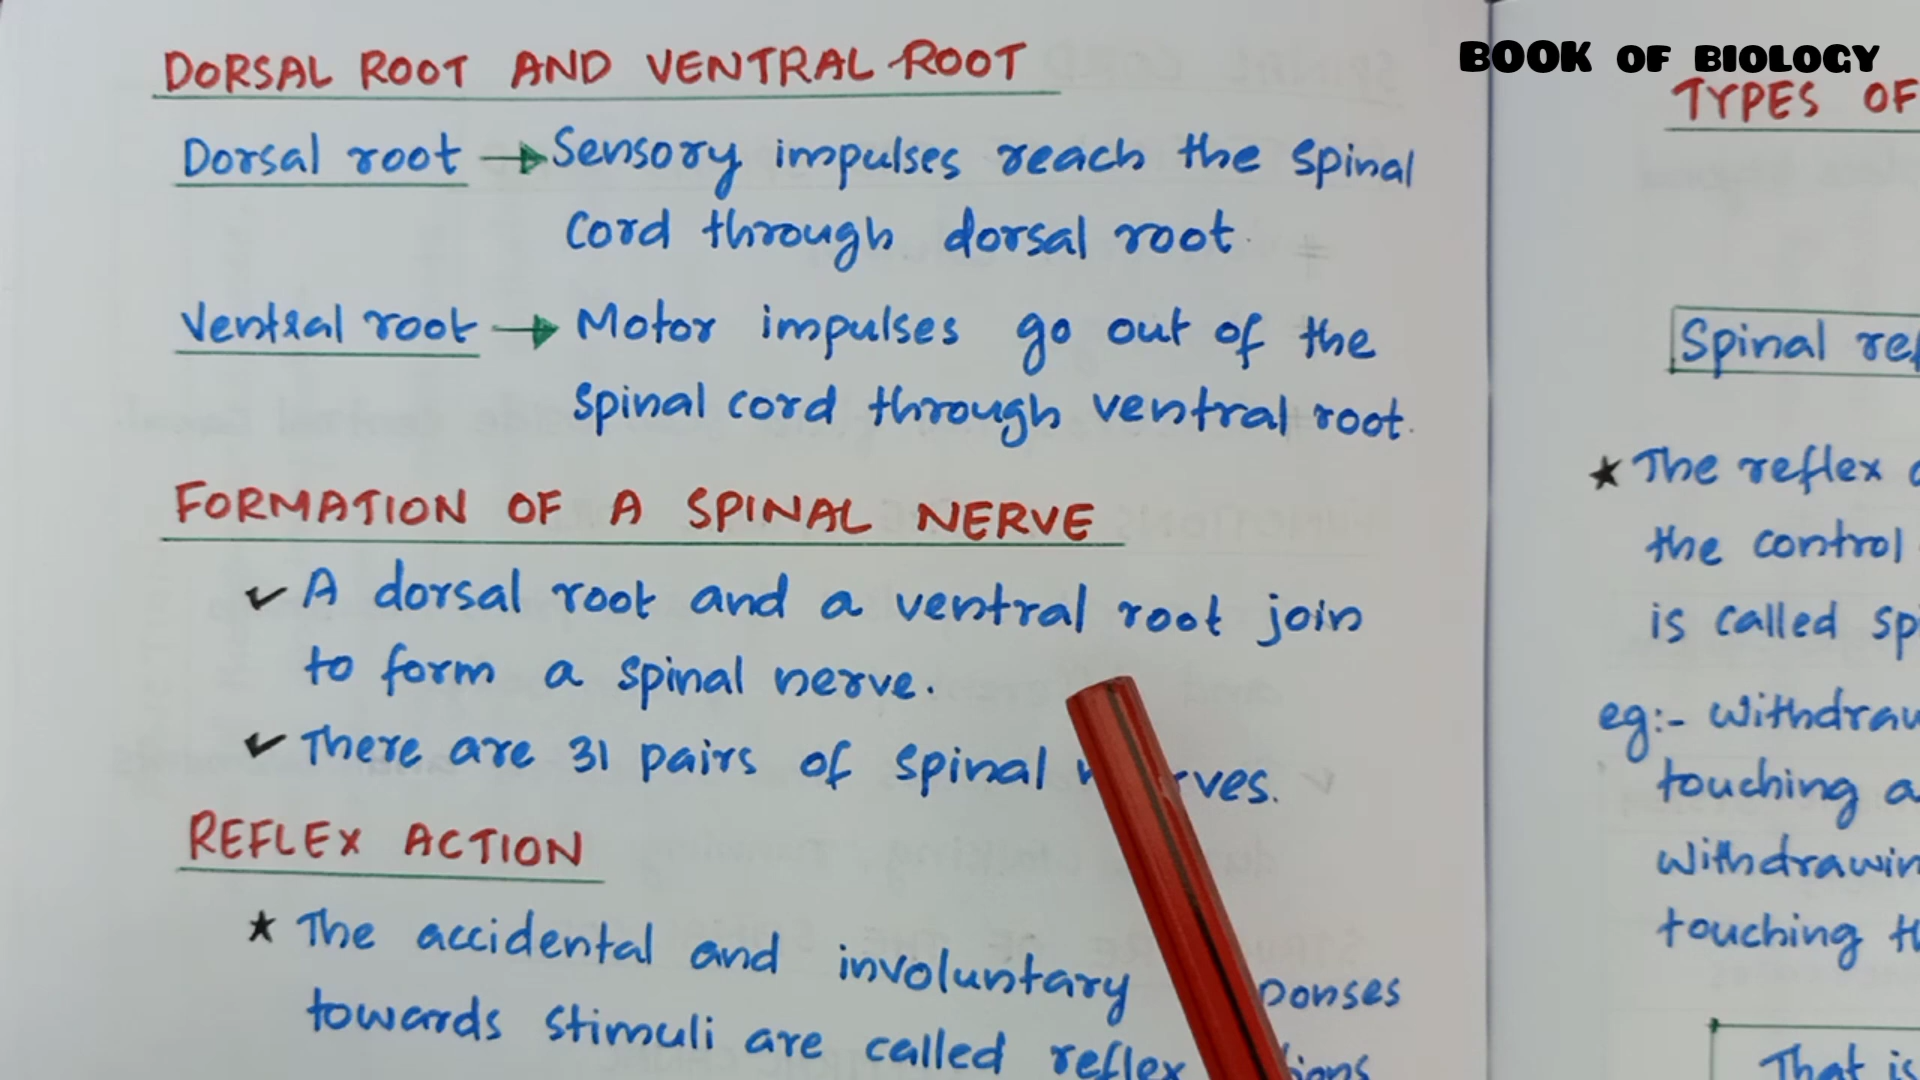 DORSAL ROOT AND VENTRAL ROOT
Dorsal root → Sensory impulses reach the spinal
cord through dorsal root.
Ventral root → Motor impulses go out of the
spinal cord through ventral root.
FORMATION OF A SPINAL NERVE
✓ A dorsal root and a ventral root join
to form a spinal nerve.
✓ There are 31 pairs of spinal
REFLEX ACTION
★ The accidental and involuntary
towards stimuli are called reflex
BOOK OF BIOLOGY
TYPES OF
Spinal
★ The reflex
the control
is called
eg:-
touching
touching
That is